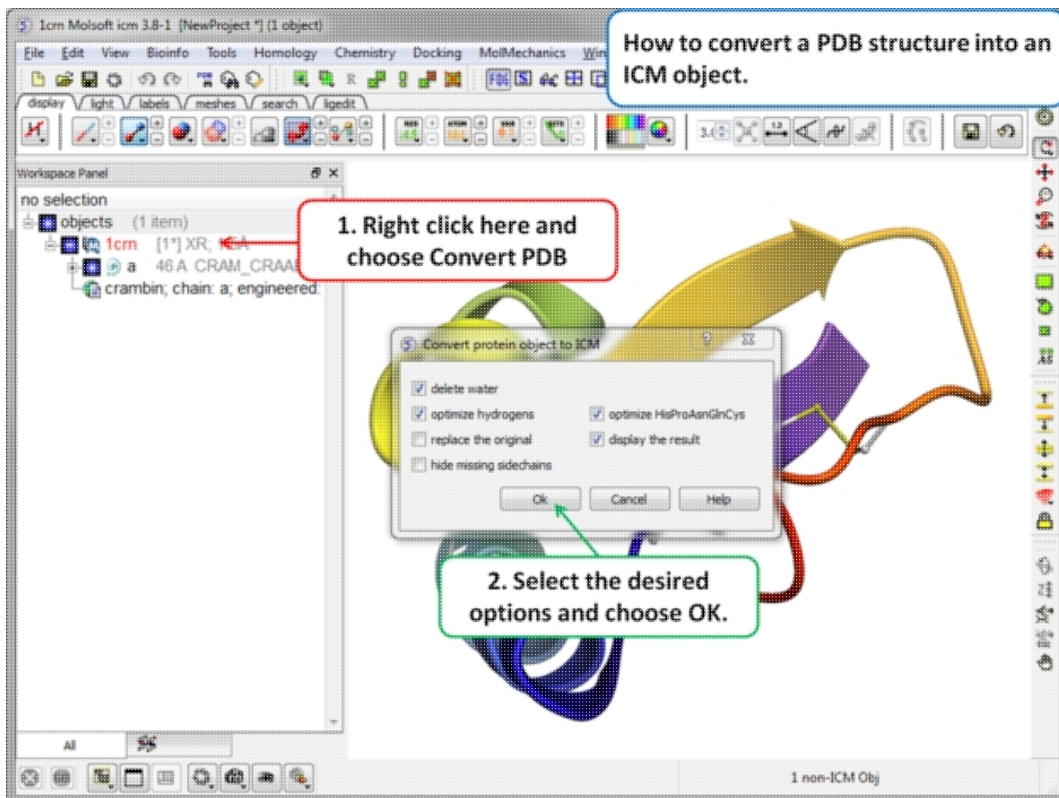 1crn Molsoft icm 3.8-1 [NewProject *] (1 object)
How to convert a PDB structure into an
ICM object.
File Edit View Bioinfo Tools Homology Chemistry Docking MolMechanics
display light labels meshes search ligedit
Workspace Panel
no selection
objects (1 item)
1crn [1*] XR;
a 46 A
crambin; chain: a; engineered:
1. Right click here and
choose Convert PDB
Convert protein object to ICM
delete water
optimize hydrogens optimize HisProAsnGlnCys
replace the original display the result
hide missing sidechains
Ok Cancel Help
2. Select the desired
options and choose OK.
All
1 non-ICM Obj